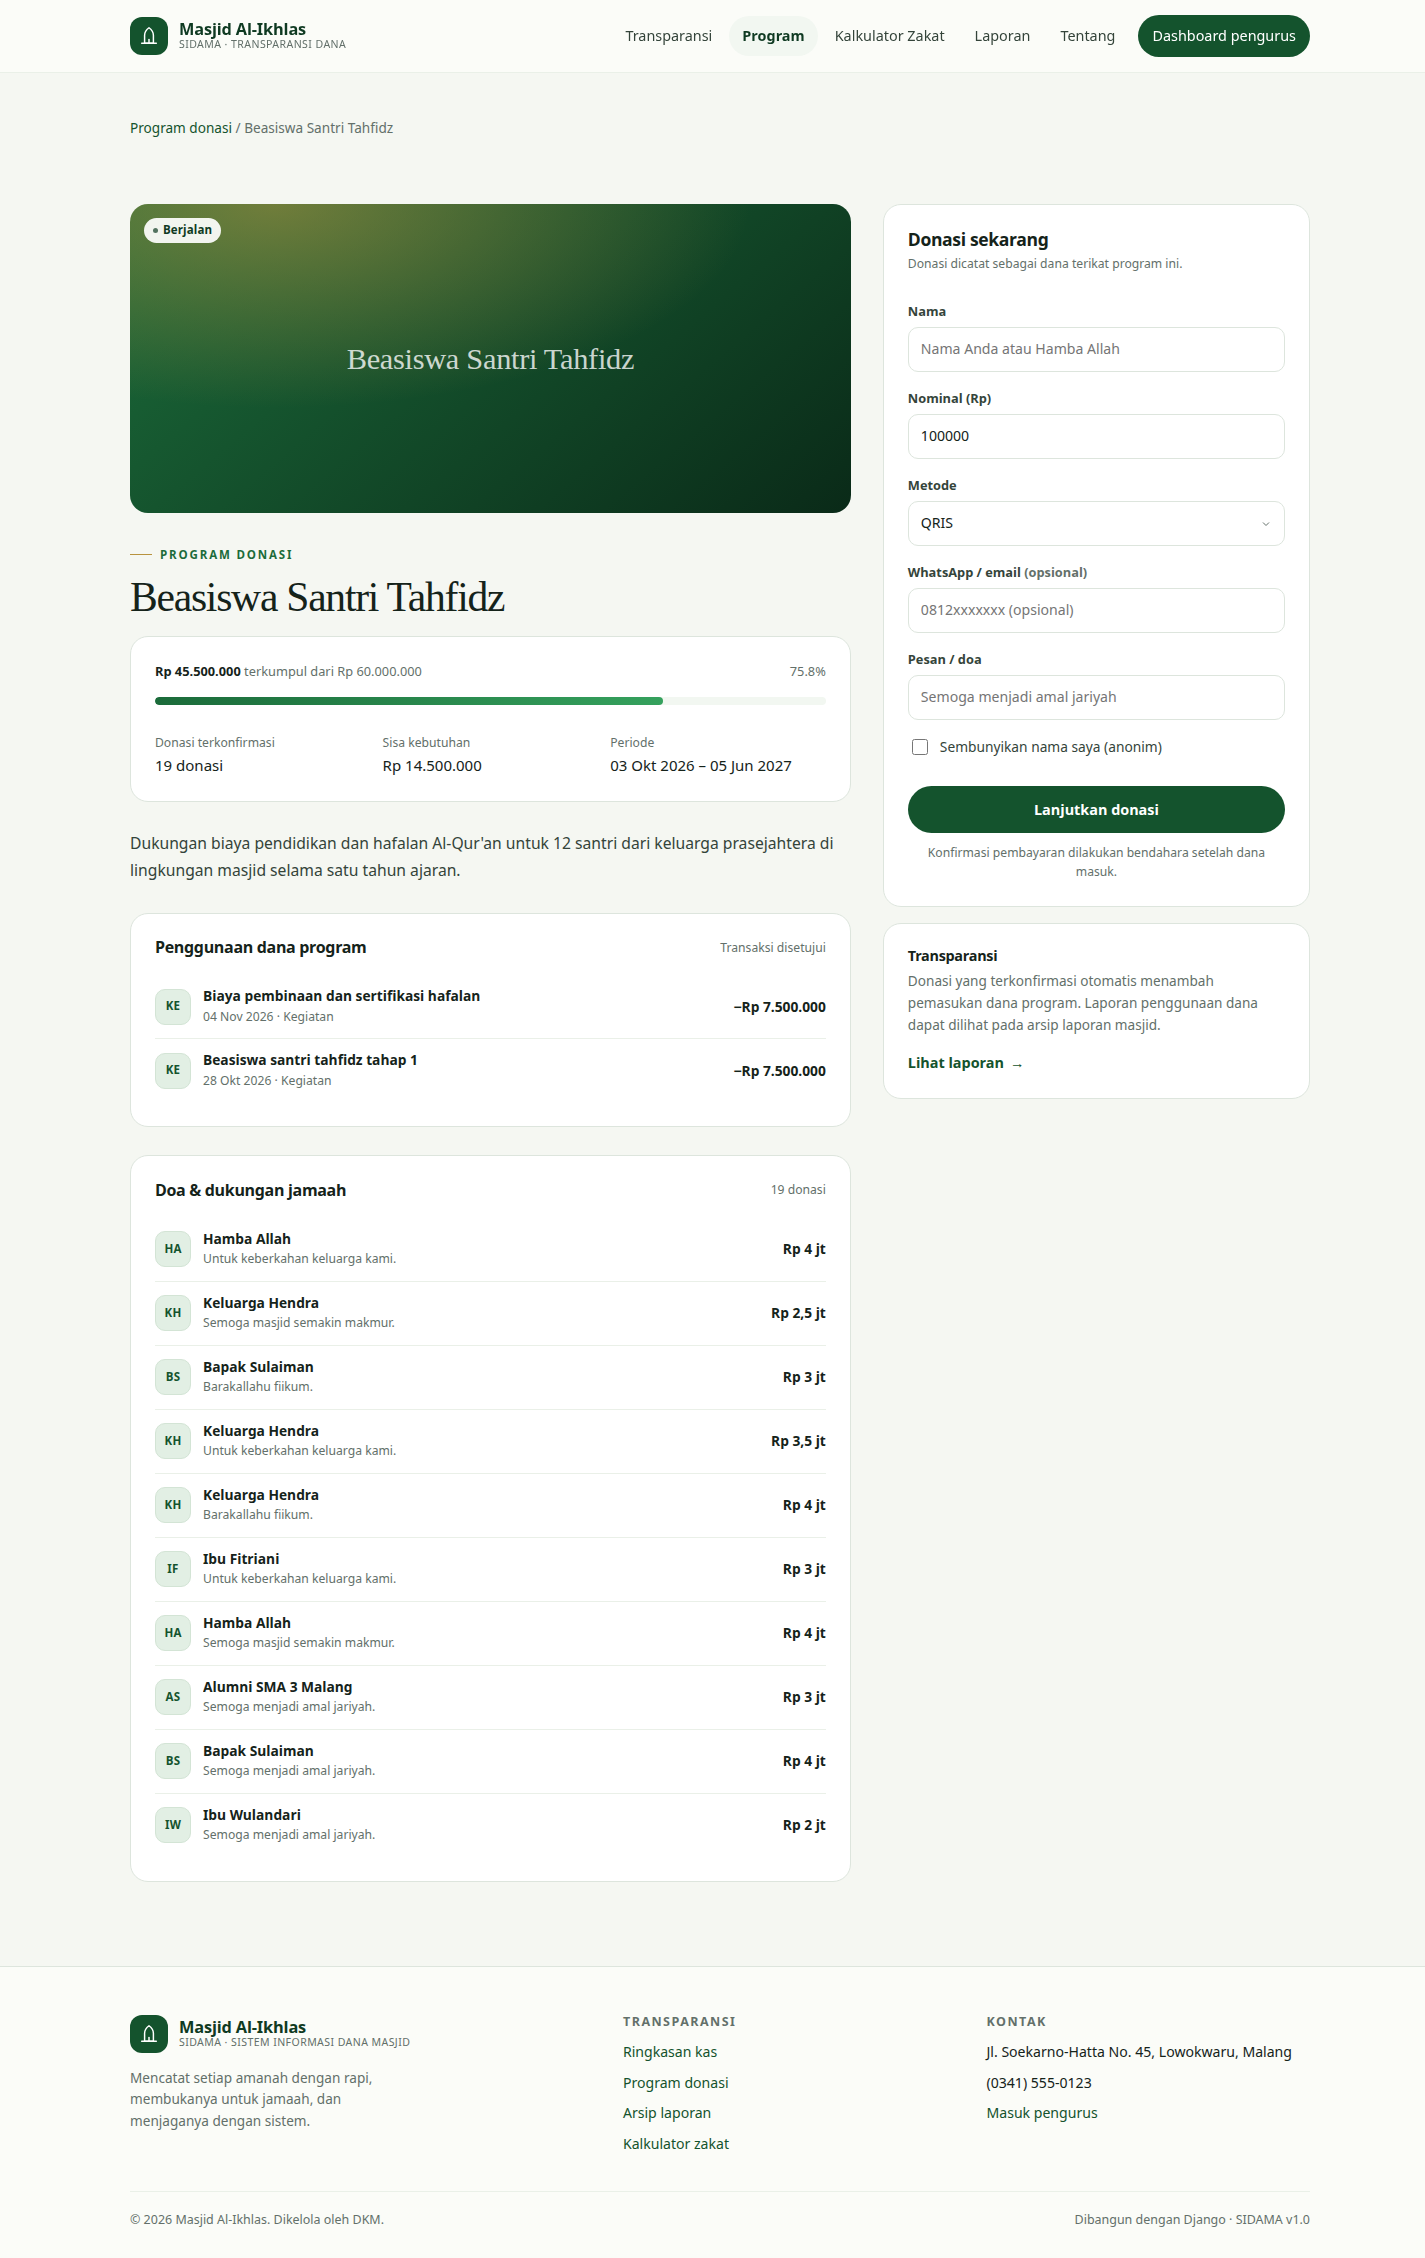 Masjid Al-Ikhlas
SIDAMA · TRANSPARANSI DANA
Transparansi
Program
Kalkulator Zakat
Laporan
Tentang
Dashboard pengurus
Program donasi / Beasiswa Santri Tahfidz
Berjalan
Beasiswa Santri Tahfidz
PROGRAM DONASI
Beasiswa Santri Tahfidz
Rp 45.500.000 terkumpul dari Rp 60.000.000
75.8%
Donasi terkonfirmasi
19 donasi
Sisa kebutuhan
Rp 14.500.000
Periode
03 Okt 2026 – 05 Jun 2027
Dukungan biaya pendidikan dan hafalan Al-Qur'an untuk 12 santri dari keluarga prasejahtera di
lingkungan masjid selama satu tahun ajaran.
Penggunaan dana program
Transaksi disetujui
KE
Biaya pembinaan dan sertifikasi hafalan
04 Nov 2026 · Kegiatan
−Rp 7.500.000
KE
Beasiswa santri tahfidz tahap 1
28 Okt 2026 · Kegiatan
−Rp 7.500.000
Doa & dukungan jamaah
19 donasi
HA
Hamba Allah
Untuk keberkahan keluarga kami.
Rp 4 jt
KH
Keluarga Hendra
Semoga masjid semakin makmur.
Rp 2,5 jt
BS
Bapak Sulaiman
Barakallahu fiikum.
Rp 3 jt
KH
Keluarga Hendra
Untuk keberkahan keluarga kami.
Rp 3,5 jt
KH
Keluarga Hendra
Barakallahu fiikum.
Rp 4 jt
IF
Ibu Fitriani
Untuk keberkahan keluarga kami.
Rp 3 jt
HA
Hamba Allah
Semoga masjid semakin makmur.
Rp 4 jt
AS
Alumni SMA 3 Malang
Semoga menjadi amal jariyah.
Rp 3 jt
BS
Bapak Sulaiman
Semoga menjadi amal jariyah.
Rp 4 jt
IW
Ibu Wulandari
Semoga menjadi amal jariyah.
Rp 2 jt
Donasi sekarang
Donasi dicatat sebagai dana terikat program ini.
Nama
Nama Anda atau Hamba Allah
Nominal (Rp)
100000
Metode
QRIS
WhatsApp / email (opsional)
0812xxxxxxx (opsional)
Pesan / doa
Semoga menjadi amal jariyah
Sembunyikan nama saya (anonim)
Lanjutkan donasi
Konfirmasi pembayaran dilakukan bendahara setelah dana
masuk.
Transparansi
Donasi yang terkonfirmasi otomatis menambah
pemasukan dana program. Laporan penggunaan dana
dapat dilihat pada arsip laporan masjid.
Lihat laporan →
Masjid Al-Ikhlas
SIDAMA · SISTEM INFORMASI DANA MASJID
Mencatat setiap amanah dengan rapi,
membukanya untuk jamaah, dan
menjaganya dengan sistem.
TRANSPARANSI
Ringkasan kas
Program donasi
Arsip laporan
Kalkulator zakat
KONTAK
Jl. Soekarno-Hatta No. 45, Lowokwaru, Malang
(0341) 555-0123
Masuk pengurus
© 2026 Masjid Al-Ikhlas. Dikelola oleh DKM.
Dibangun dengan Django · SIDAMA v1.0